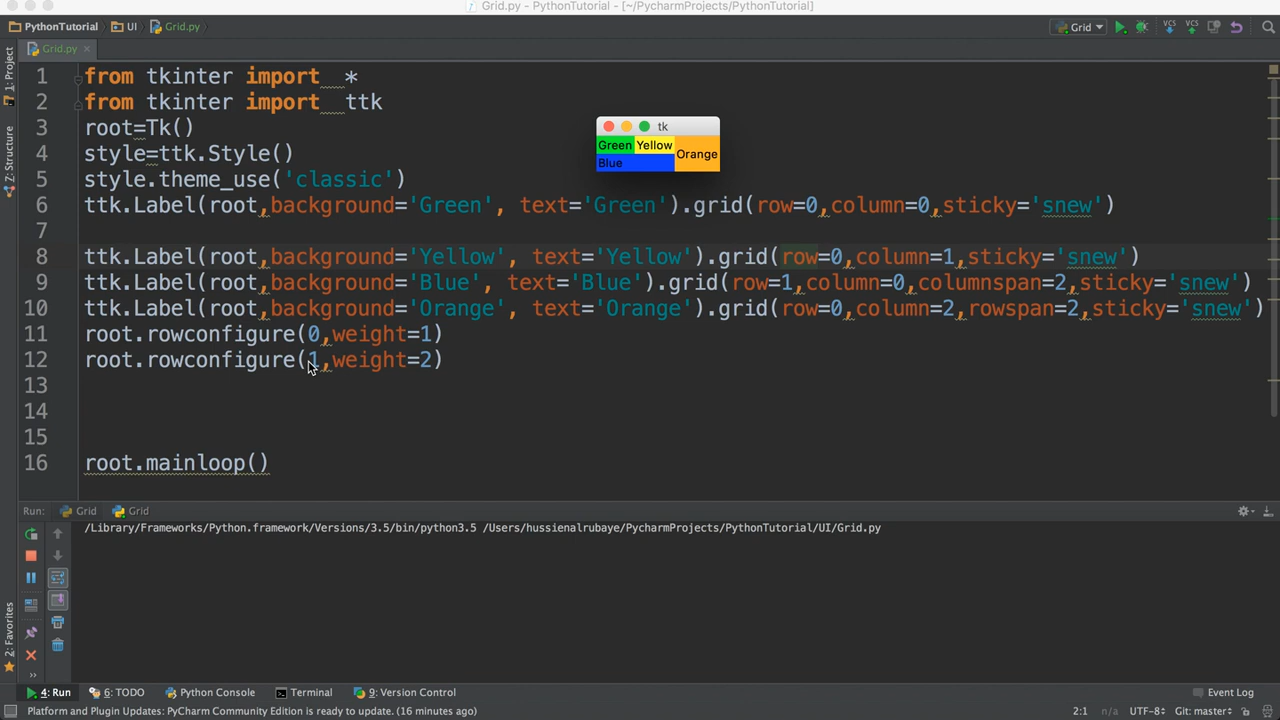 Grid.py - PythonTutorial - [~/PycharmProjects/PythonTutorial]
PythonTutorial UI Grid.py Grid VCS VCS
Grid.py
1: Project
Z: Structure
2: Favorites
1 from tkinter import *
2 from tkinter import ttk
3 root=Tk()
4 style=ttk.Style()
5 style.theme_use('classic')
6 ttk.Label(root,background='Green', text='Green').grid(row=0,column=0,sticky='snew')
7
8 ttk.Label(root,background='Yellow', text='Yellow').grid(row=0,column=1,sticky='snew')
9 ttk.Label(root,background='Blue', text='Blue').grid(row=1,column=0,columnspan=2,sticky='snew')
10 ttk.Label(root,background='Orange', text='Orange').grid(row=0,column=2,rowspan=2,sticky='snew')
11 root.rowconfigure(0,weight=1)
12 root.rowconfigure(1,weight=2)
13
14
15
16 root.mainloop()
tk
Green Yellow
Orange
Blue
Run: Grid Grid
/Library/Frameworks/Python.framework/Versions/3.5/bin/python3.5 /Users/hussienalrubaye/PycharmProjects/PythonTutorial/UI/Grid.py
4: Run 6: TODO Python Console Terminal 9: Version Control Event Log
Platform and Plugin Updates: PyCharm Community Edition is ready to update. (16 minutes ago) 2:1 n/a UTF-8 Git: master